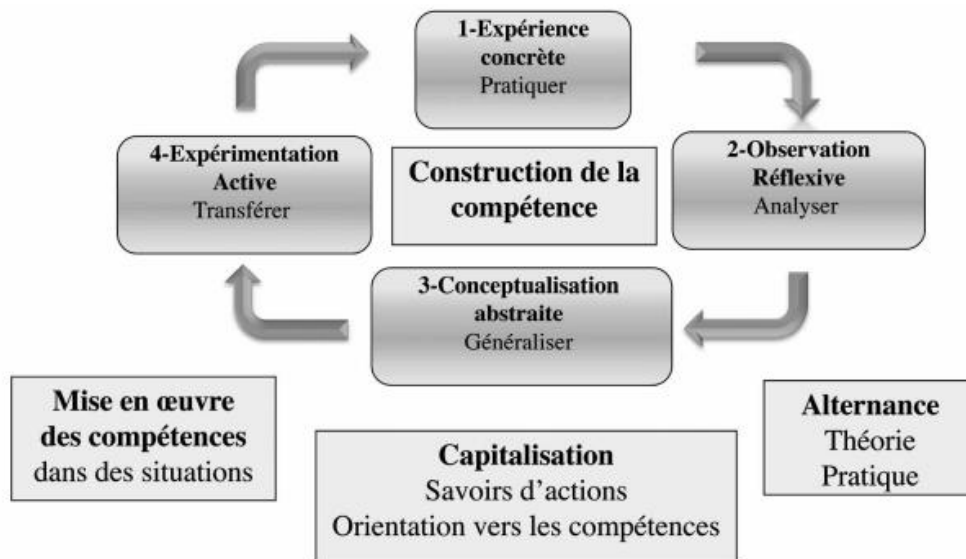 1-Expérience
concrète
Pratiquer
4-Expérimentation
Active
Transférer
Construction de la
compétence
2-Observation
Réflexive
Analyser
3-Conceptualisation
abstraite
Généraliser
Mise en œuvre
des compétences
dans des situations
Capitalisation
Savoirs d’actions
Orientation vers les compétences
Alternance
Théorie
Pratique